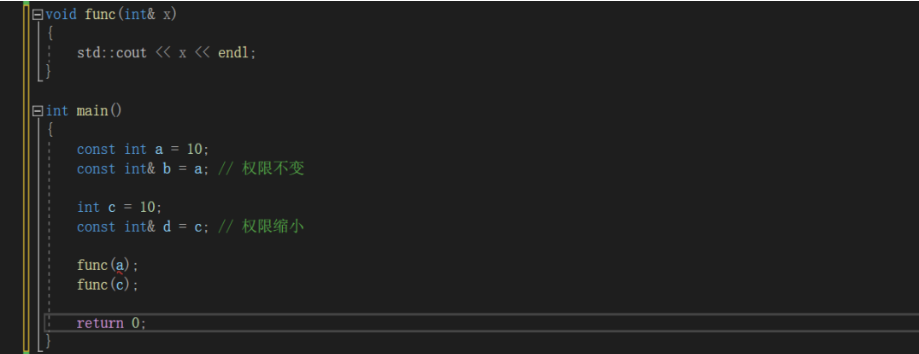 void func(int& x)
{
std::cout << x << endl;
}
int main()
{
const int a = 10;
const int& b = a; // 权限不变
int c = 10;
const int& d = c; // 权限缩小
func(a);
func(c);
return 0;
}